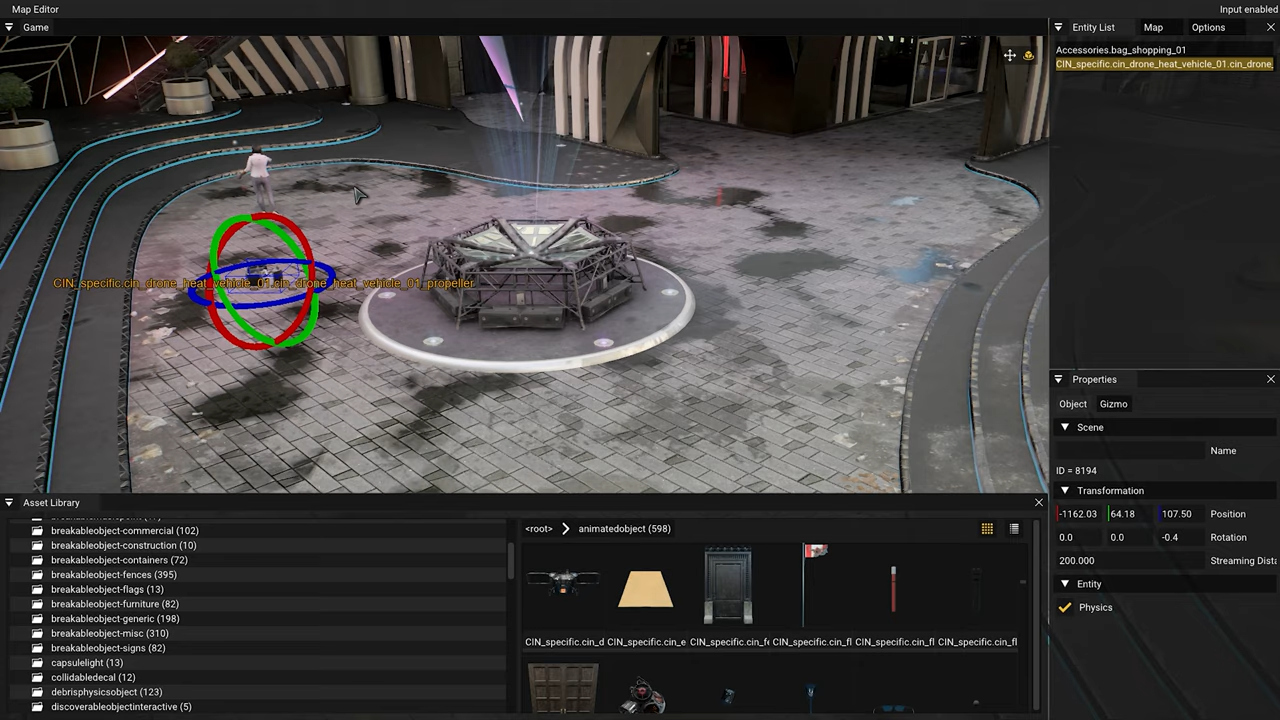 Map Editor
Input enabled
Game
Entity List
Map
Options
Accessories.bag_shopping_01
CIN_specific.cin_drone_heat_vehicle_01.cin_drone_
CIN_specific.cin_drone_heat_vehicle_01.cin_drone_heat_vehicle_01_propeller
Properties
Object
Gizmo
Scene
Name
ID = 8194
Transformation
-1162.03
64.18
107.50
Position
0.0
0.0
-0.4
Rotation
200.000
Streaming Dista
Entity
Physics
Asset Library
breakableobject-commercial (102)
breakableobject-construction (10)
breakableobject-containers (72)
breakableobject-fences (395)
breakableobject-flags (13)
breakableobject-furniture (82)
breakableobject-generic (198)
breakableobject-misc (310)
breakableobject-signs (82)
capsulelight (13)
collidabledecal (12)
debrisphysicsobject (123)
discoverableobjectinteractive (5)
<root>
animatedobject (598)
CIN_specific.cin_d
CIN_specific.cin_e
CIN_specific.cin_fe
CIN_specific.cin_fl
CIN_specific.cin_fl
CIN_specific.cin_fl